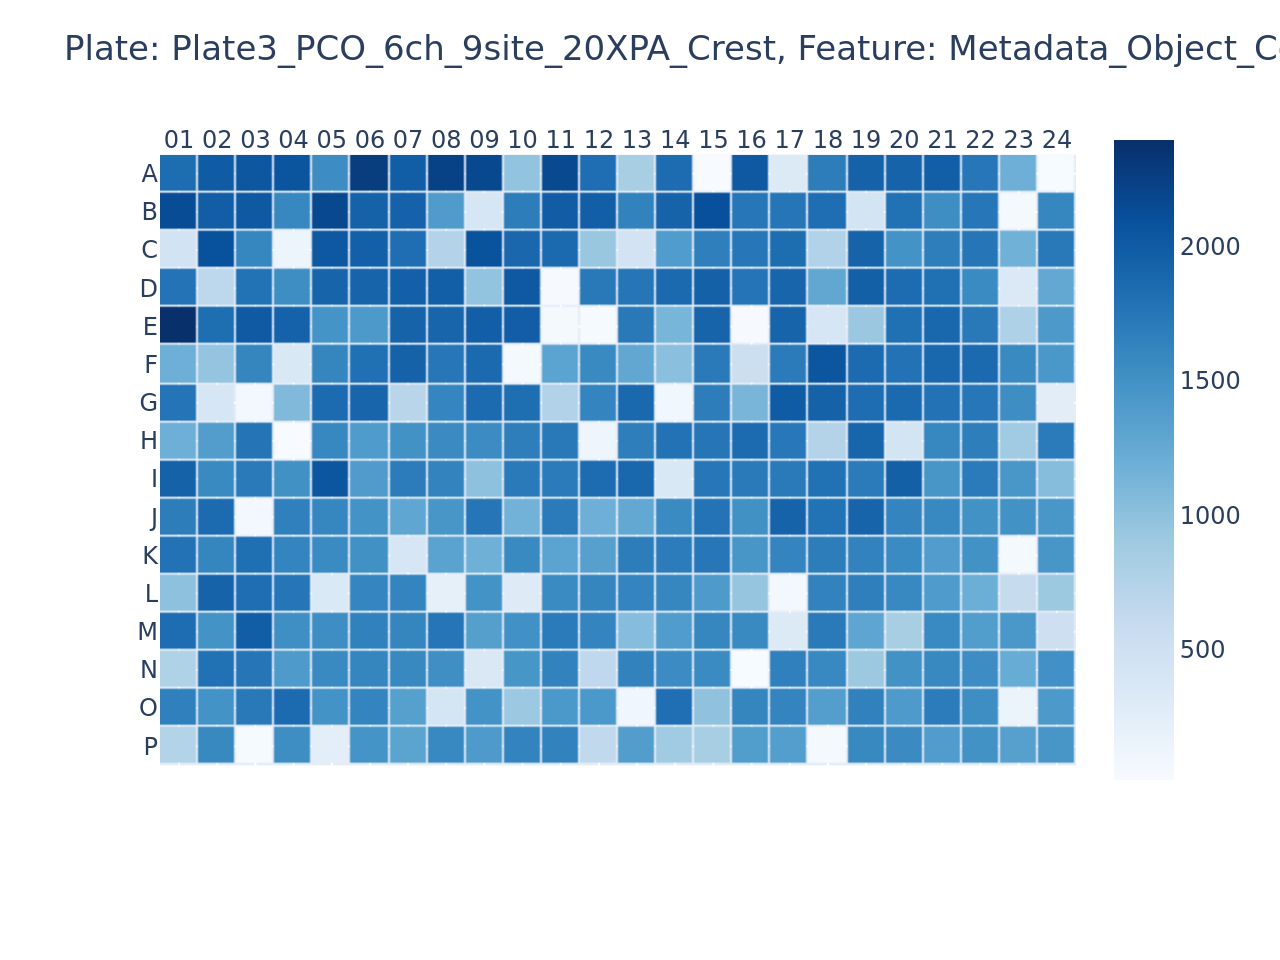 Plate: Plate3_PCO_6ch_9site_20XPA_Crest, Feature: Metadata_Object_C
01 02 03 04 05 06 07 08 09 10 11 12 13 14 15 16 17 18 19 20 21 22 23 24
A
B
C
D
E
F
G
H
I
J
K
L
M
N
O
P
2000
1500
1000
500